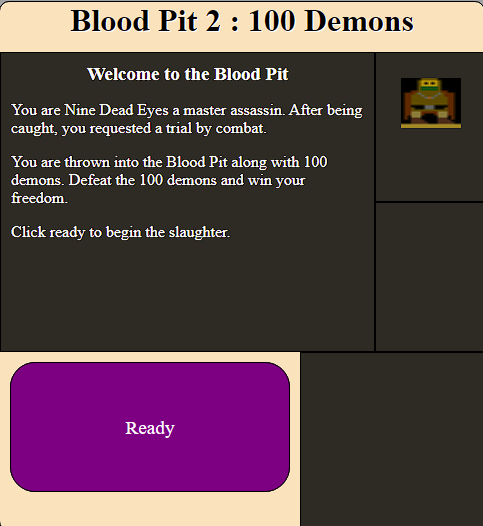 Blood Pit 2 : 100 Demons
Welcome to the Blood Pit
You are Nine Dead Eyes a master assassin. After being
caught, you requested a trial by combat.
You are thrown into the Blood Pit along with 100
demons. Defeat the 100 demons and win your
freedom.
Click ready to begin the slaughter.
Ready